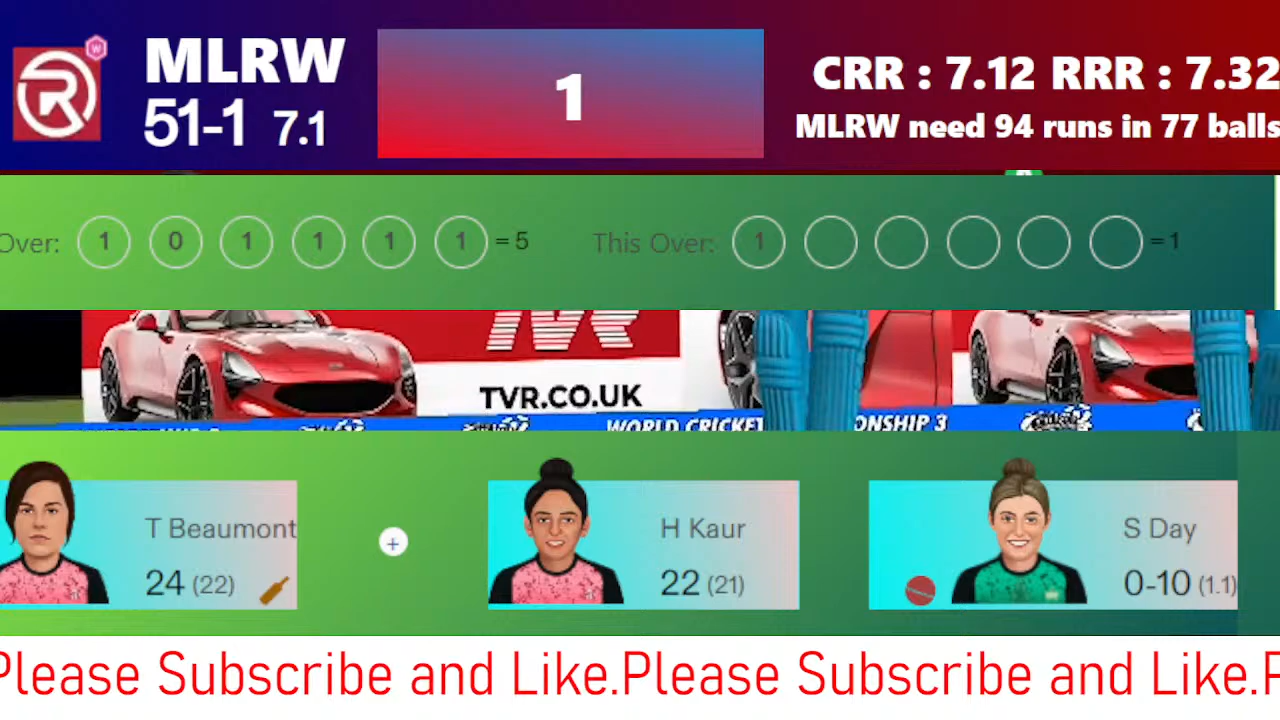 MLRW
51-1 7.1
1
CRR : 7.12 RRR : 7.32
MLRW need 94 runs in 77 balls
Over: 1 0 1 1 1 1 = 5 This Over: 1 = 1
TVR.CO.UK
WORLD CRICKET
ONSHIP 3
T Beaumont
24 (22)
H Kaur
22 (21)
S Day
0-10 (1.1)
Please Subscribe and Like.Please Subscribe and Like.P